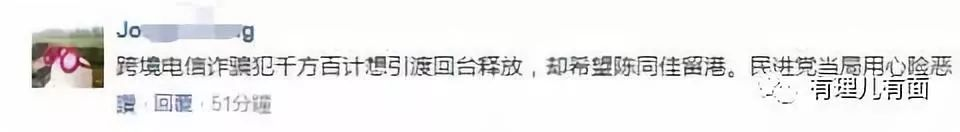 Jo ng
跨境电信诈骗犯千方百计想引渡回台释放，却希望陈同佳留港。民进党当局用心险恶
讚 · 回覆 · 51分鐘
有理儿有面